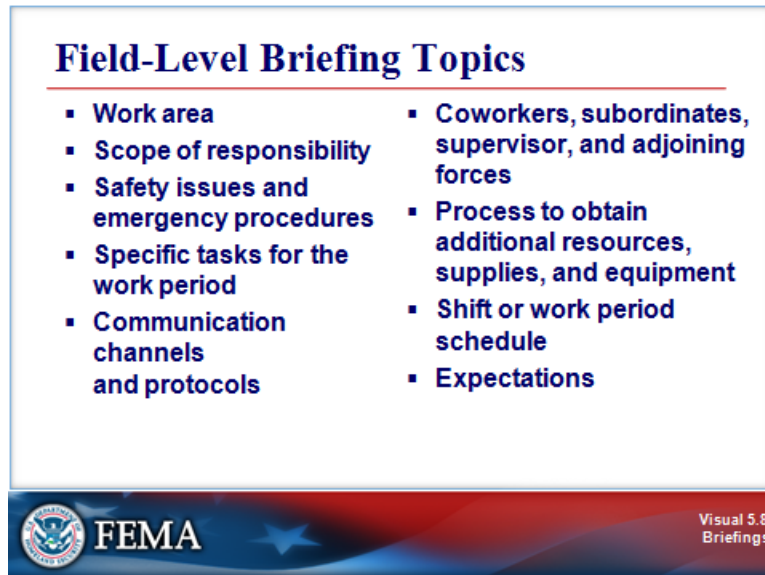 Field-Level Briefing Topics
▪ Work area
▪ Scope of responsibility
▪ Safety issues and
emergency procedures
▪ Specific tasks for the
work period
▪ Communication
channels
and protocols
▪ Coworkers, subordinates,
supervisor, and adjoining
forces
▪ Process to obtain
additional resources,
supplies, and equipment
▪ Shift or work period
schedule
▪ Expectations
FEMA
Visual 5.8
Briefings